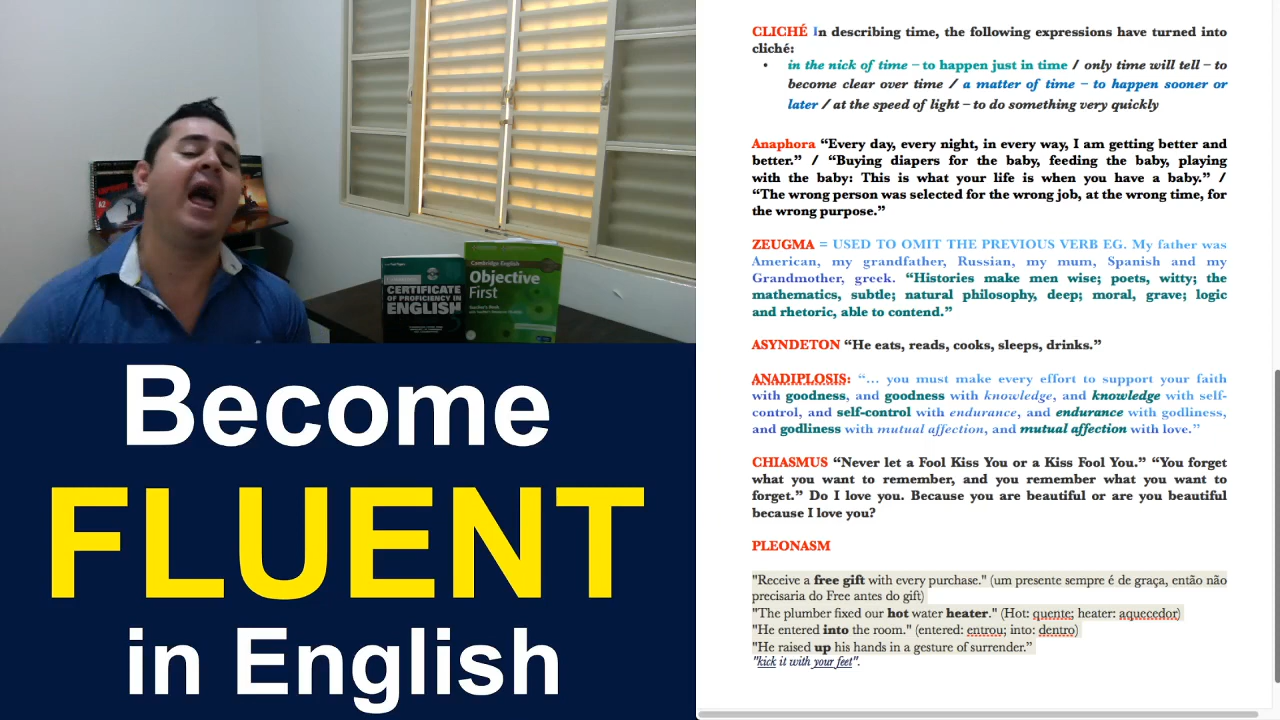 CERTIFICATE
OF PROFICIENCY IN
ENGLISH
Cambridge English
Objective
First
Become
FLUENT
in English
CLICHÉ In describing time, the following expressions have turned into
cliché:
• in the nick of time – to happen just in time / only time will tell – to
become clear over time / a matter of time – to happen sooner or
later / at the speed of light – to do something very quickly
Anaphora “Every day, every night, in every way, I am getting better and
better.” / “Buying diapers for the baby, feeding the baby, playing
with the baby: This is what your life is when you have a baby.” /
“The wrong person was selected for the wrong job, at the wrong time, for
the wrong purpose.”
ZEUGMA = USED TO OMIT THE PREVIOUS VERB EG. My father was
American, my grandfather, Russian, my mum, Spanish and my
Grandmother, greek. “Histories make men wise; poets, witty; the
mathematics, subtle; natural philosophy, deep; moral, grave; logic
and rhetoric, able to contend.”
ASYNDETON “He eats, reads, cooks, sleeps, drinks.”
ANADIPLOSIS: “… you must make every effort to support your faith
with goodness, and goodness with knowledge, and knowledge with self-
control, and self-control with endurance, and endurance with godliness,
and godliness with mutual affection, and mutual affection with love.”
CHIASMUS “Never let a Fool Kiss You or a Kiss Fool You.” “You forget
what you want to remember, and you remember what you want to
forget.” Do I love you. Because you are beautiful or are you beautiful
because I love you?
PLEONASM
"Receive a free gift with every purchase." (um presente sempre é de graça, então não
precisaria do Free antes do gift)
"The plumber fixed our hot water heater." (Hot: quente; heater: aquecedor)
"He entered into the room." (entered: entrou; into: dentro)
"He raised up his hands in a gesture of surrender.”
"kick it with your feet".